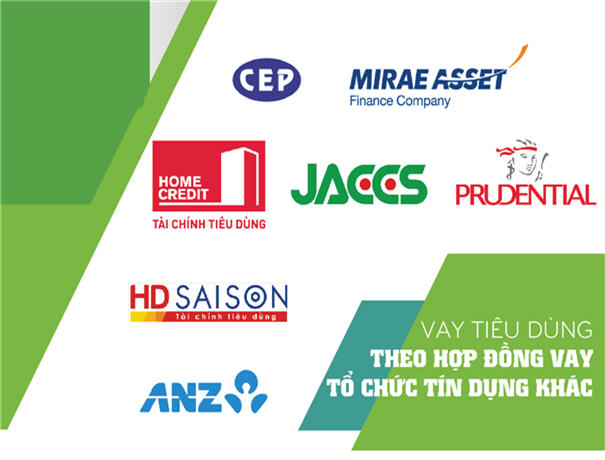 CEP
MIRAE ASSET
Finance Company
HOME
CREDIT
TÀI CHÍNH TIÊU DÙNG
JACCS
PRUDENTIAL
HD SAISON
Tài chính tiêu dùng
ANZ
VAY TIÊU DÙNG
THEO HỢP ĐỒNG VAY
TỔ CHỨC TÍN DỤNG KHÁC